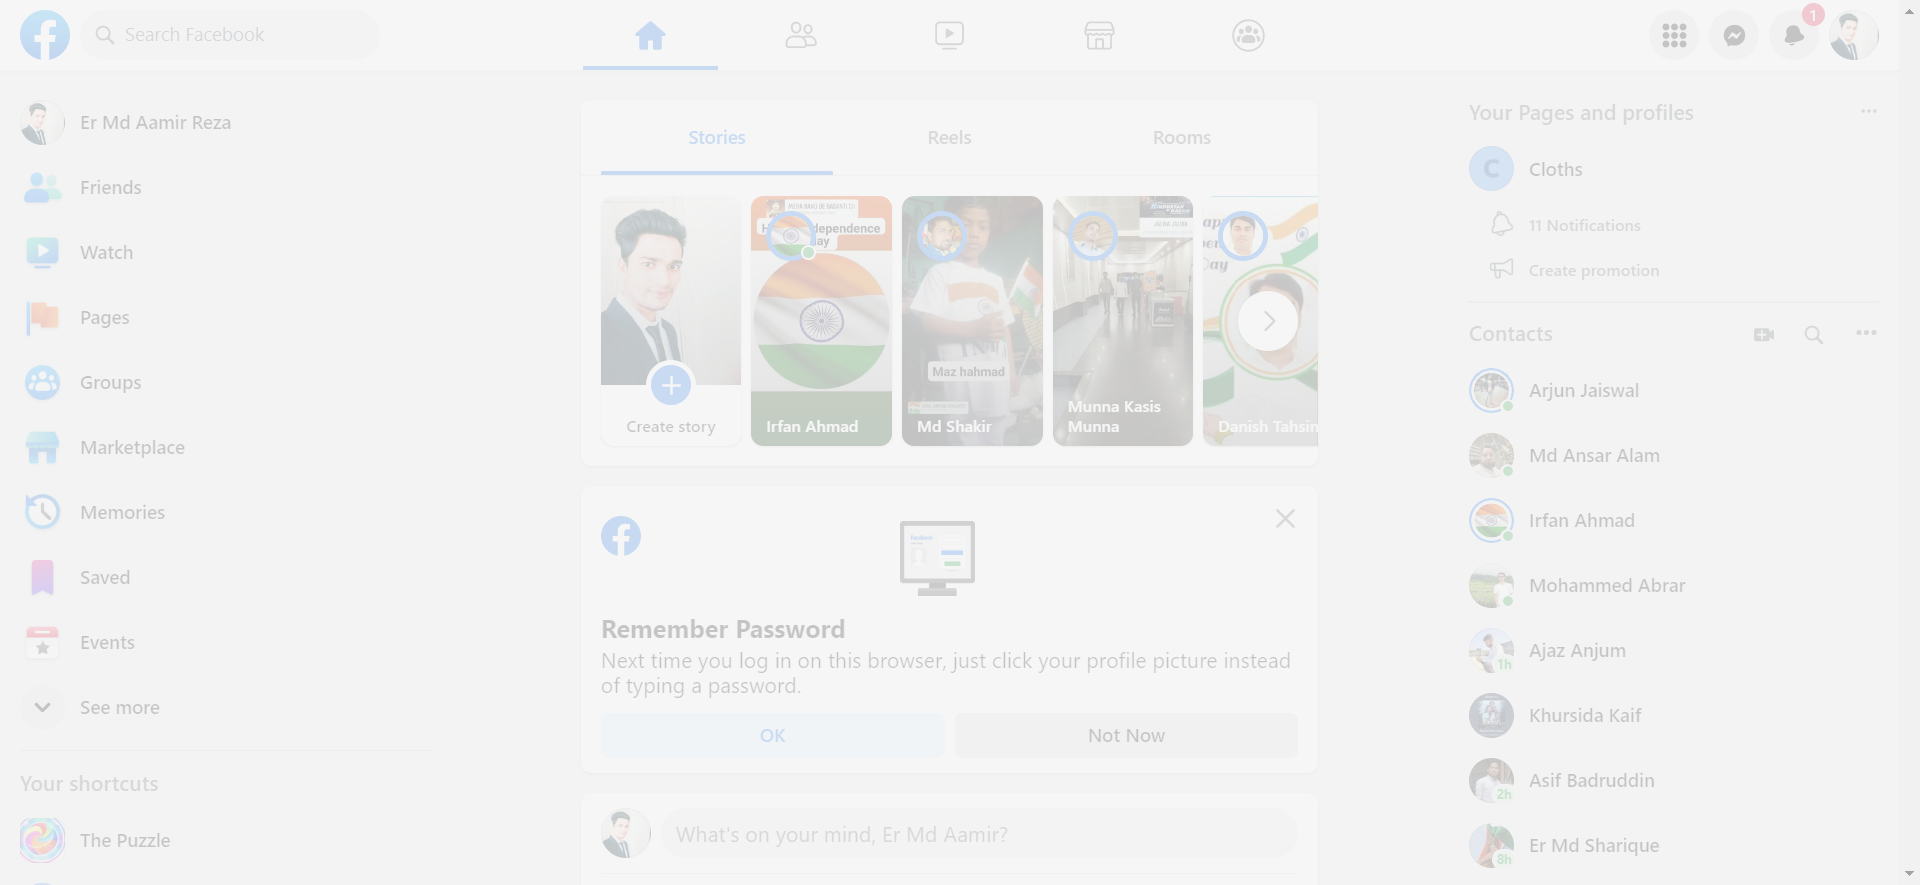 Search Facebook
1
Er Md Aamir Reza
Friends
Watch
Pages
Groups
Marketplace
Memories
Saved
Events
See more
Your shortcuts
The Puzzle
Stories
Reels
Rooms
Create story
Irfan Ahmad
Maz hahmad
Md Shakir
Munna Kasis
Munna
Danish Tahsin
Remember Password
Next time you log in on this browser, just click your profile picture instead
of typing a password.
OK
Not Now
What's on your mind, Er Md Aamir?
Your Pages and profiles
C
Cloths
11 Notifications
Create promotion
Contacts
Arjun Jaiswal
Md Ansar Alam
Irfan Ahmad
Mohammed Abrar
Ajaz Anjum
1h
Khursida Kaif
Asif Badruddin
2h
Er Md Sharique
8h